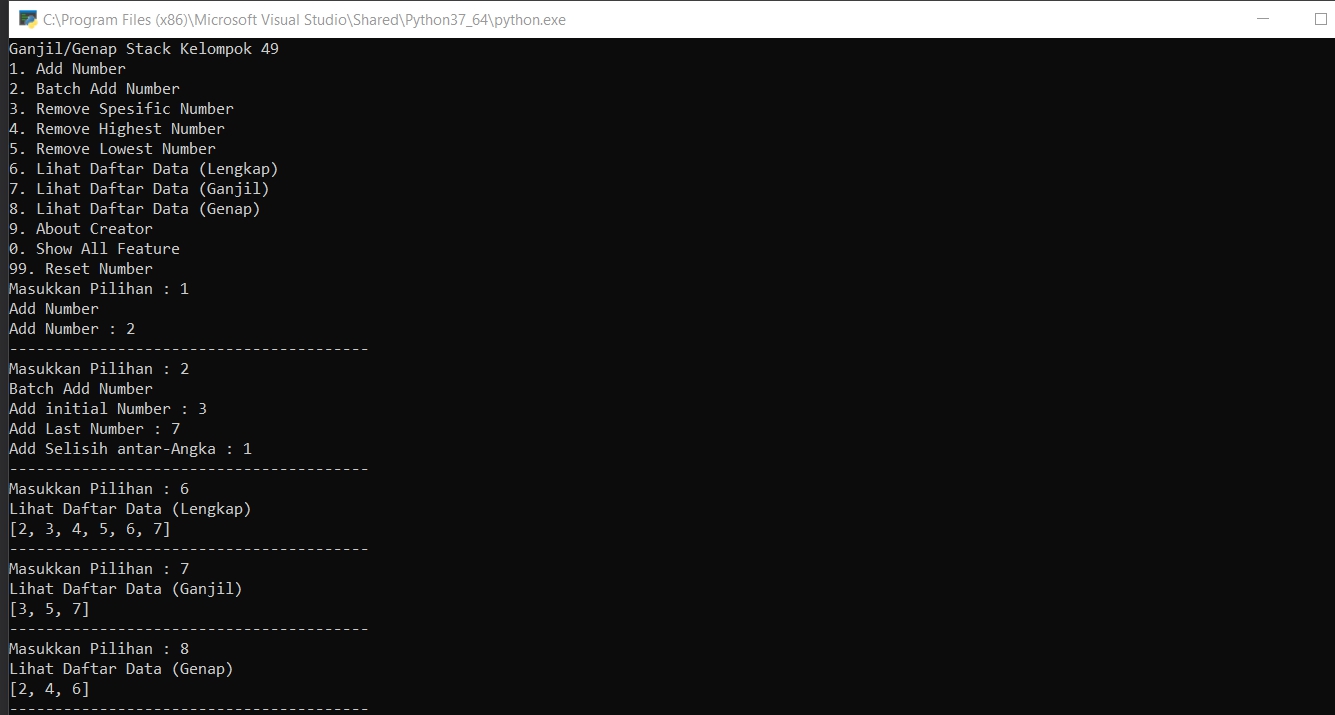 C:\Program Files (x86)\Microsoft Visual Studio\Shared\Python37_64\python.exe
Ganjil/Genap Stack Kelompok 49
1. Add Number
2. Batch Add Number
3. Remove Spesific Number
4. Remove Highest Number
5. Remove Lowest Number
6. Lihat Daftar Data (Lengkap)
7. Lihat Daftar Data (Ganjil)
8. Lihat Daftar Data (Genap)
9. About Creator
0. Show All Feature
99. Reset Number
Masukkan Pilihan : 1
Add Number
Add Number : 2
----------------------------------------
Masukkan Pilihan : 2
Batch Add Number
Add initial Number : 3
Add Last Number : 7
Add Selisih antar-Angka : 1
----------------------------------------
Masukkan Pilihan : 6
Lihat Daftar Data (Lengkap)
[2, 3, 4, 5, 6, 7]
----------------------------------------
Masukkan Pilihan : 7
Lihat Daftar Data (Ganjil)
[3, 5, 7]
----------------------------------------
Masukkan Pilihan : 8
Lihat Daftar Data (Genap)
[2, 4, 6]
----------------------------------------